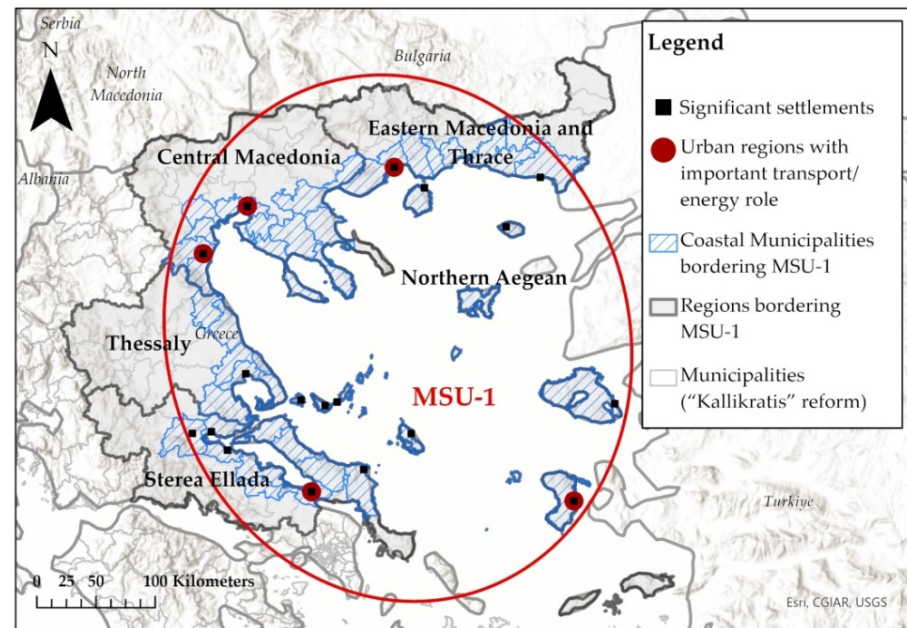 Serbia
N
North
Macedonia
Bulgaria
Albania
Central Macedonia
Eastern Macedonia and
Thrace
Northern Aegean
Greece
Thessaly
MSU-1
Sterea Ellada
Turkiye
0 25 50 100 Kilometers
Esri, CGIAR, USGS
Legend
Significant settlements
Urban regions with
important transport/
energy role
Coastal Municipalities
bordering MSU-1
Regions bordering
MSU-1
Municipalities
("Kallikratis" reform)